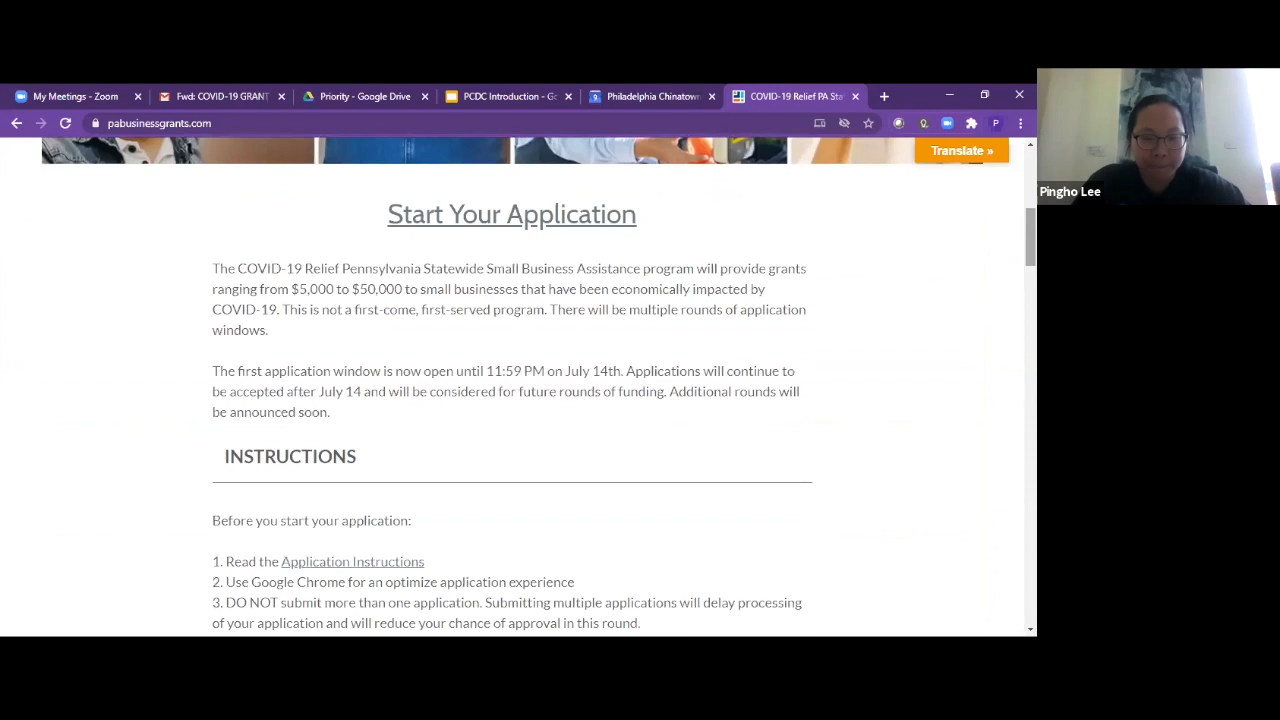 My Meetings - Zoom
Fwd: COVID-19 GRANT
Priority - Google Drive
PCDC Introduction - Go
Philadelphia Chinatown
COVID-19 Relief PA Sta
pabusinessgrants.com
P
Translate »
Pingho Lee
Start Your Application
The COVID-19 Relief Pennsylvania Statewide Small Business Assistance program will provide grants
ranging from $5,000 to $50,000 to small businesses that have been economically impacted by
COVID-19. This is not a first-come, first-served program. There will be multiple rounds of application
windows.
The first application window is now open until 11:59 PM on July 14th. Applications will continue to
be accepted after July 14 and will be considered for future rounds of funding. Additional rounds will
be announced soon.
INSTRUCTIONS
Before you start your application:
1. Read the Application Instructions
2. Use Google Chrome for an optimize application experience
3. DO NOT submit more than one application. Submitting multiple applications will delay processing
of your application and will reduce your chance of approval in this round.